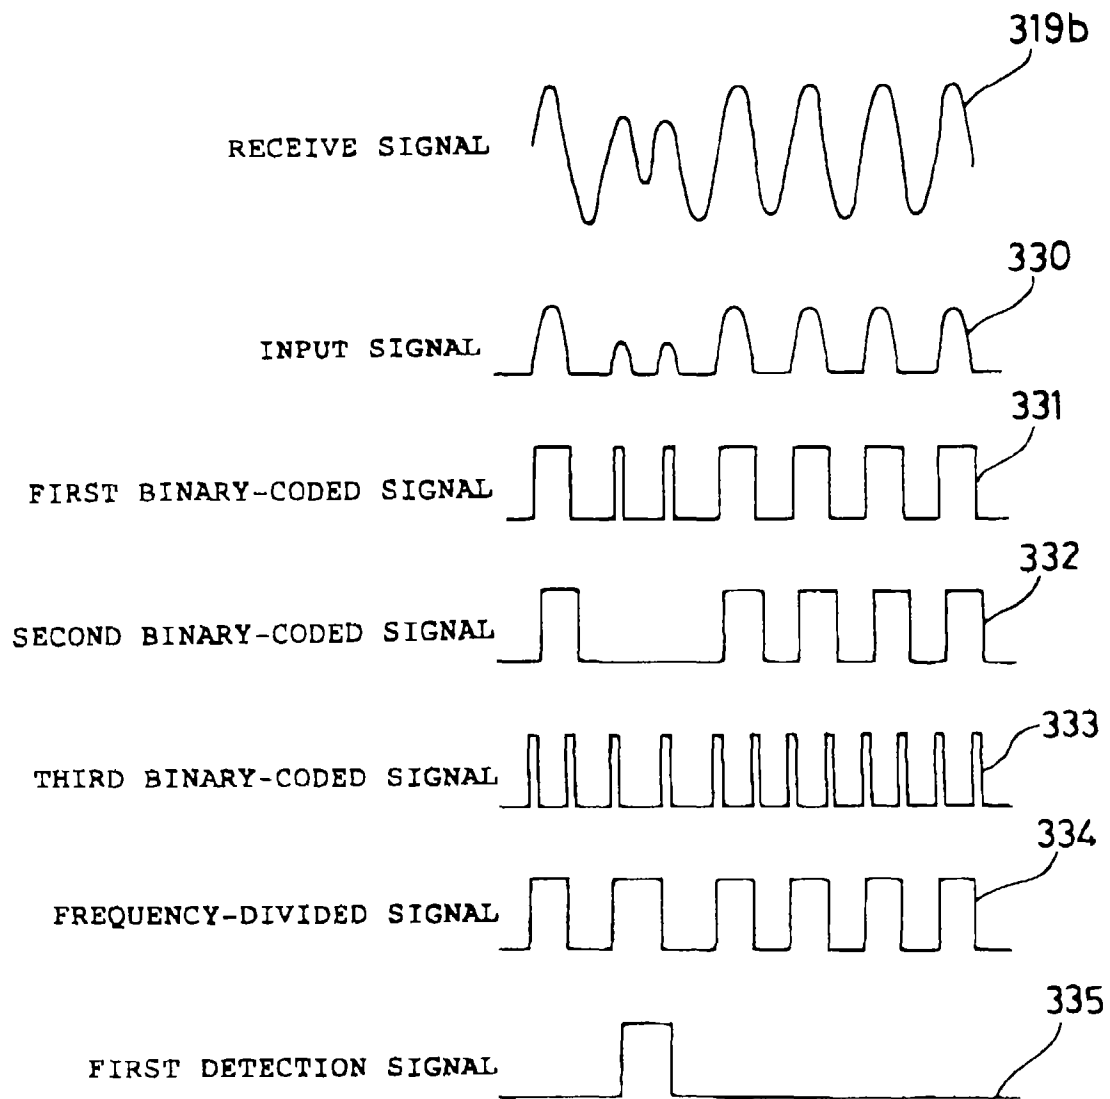 319b
RECEIVE SIGNAL
330
INPUT SIGNAL
331
FIRST BINARY-CODED SIGNAL
332
SECOND BINARY-CODED SIGNAL
333
THIRD BINARY-CODED SIGNAL
334
FREQUENCY-DIVIDED SIGNAL
335
FIRST DETECTION SIGNAL